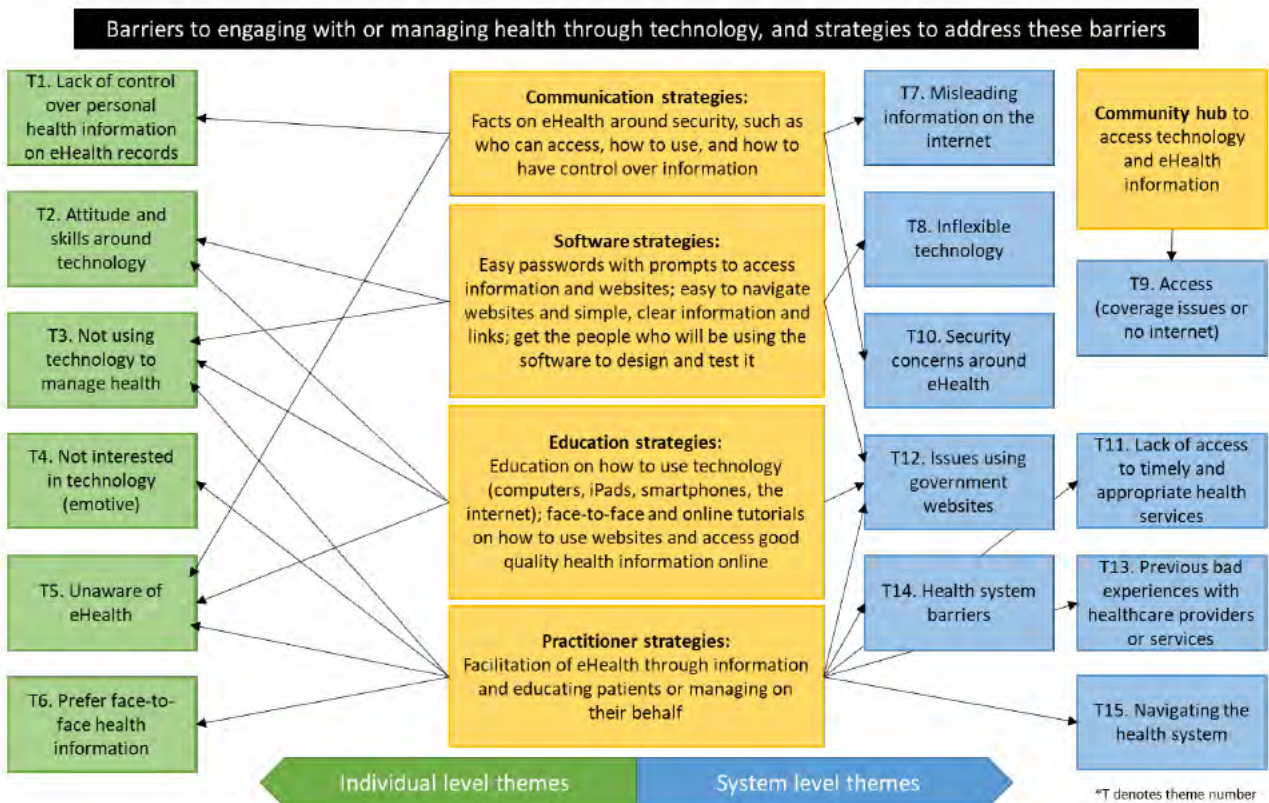 Barriers to engaging with or managing health through technology, and strategies to address these barriers
T1. Lack of control
over personal
health information
on eHealth records
T2. Attitude and
skills around
technology
T3. Not using
technology to
manage health
T4. Not interested
in technology
(emotive)
T5. Unaware of
eHealth
T6. Prefer face-to-
face health
information
Communication strategies:
Facts on eHealth around security, such as
who can access, how to use, and how to
have control over information
Software strategies:
Easy passwords with prompts to access
information and websites; easy to navigate
websites and simple, clear information and
links; get the people who will be using the
software to design and test it
Education strategies:
Education on how to use technology
(computers, iPads, smartphones, the
internet); face-to-face and online tutorials
on how to use websites and access good
quality health information online
Practitioner strategies:
Facilitation of eHealth through information
and educating patients or managing on
their behalf
T7. Misleading
information on the
internet
T8. Inflexible
technology
T10. Security
concerns around
eHealth
T12. Issues using
government
websites
T14. Health system
barriers
Community hub to
access technology
and eHealth
information
T9. Access
(coverage issues or
no internet)
T11. Lack of access
to timely and
appropriate health
services
T13. Previous bad
experiences with
healthcare providers
or services
T15. Navigating the
health system
Individual level themes
System level themes
*T denotes theme number